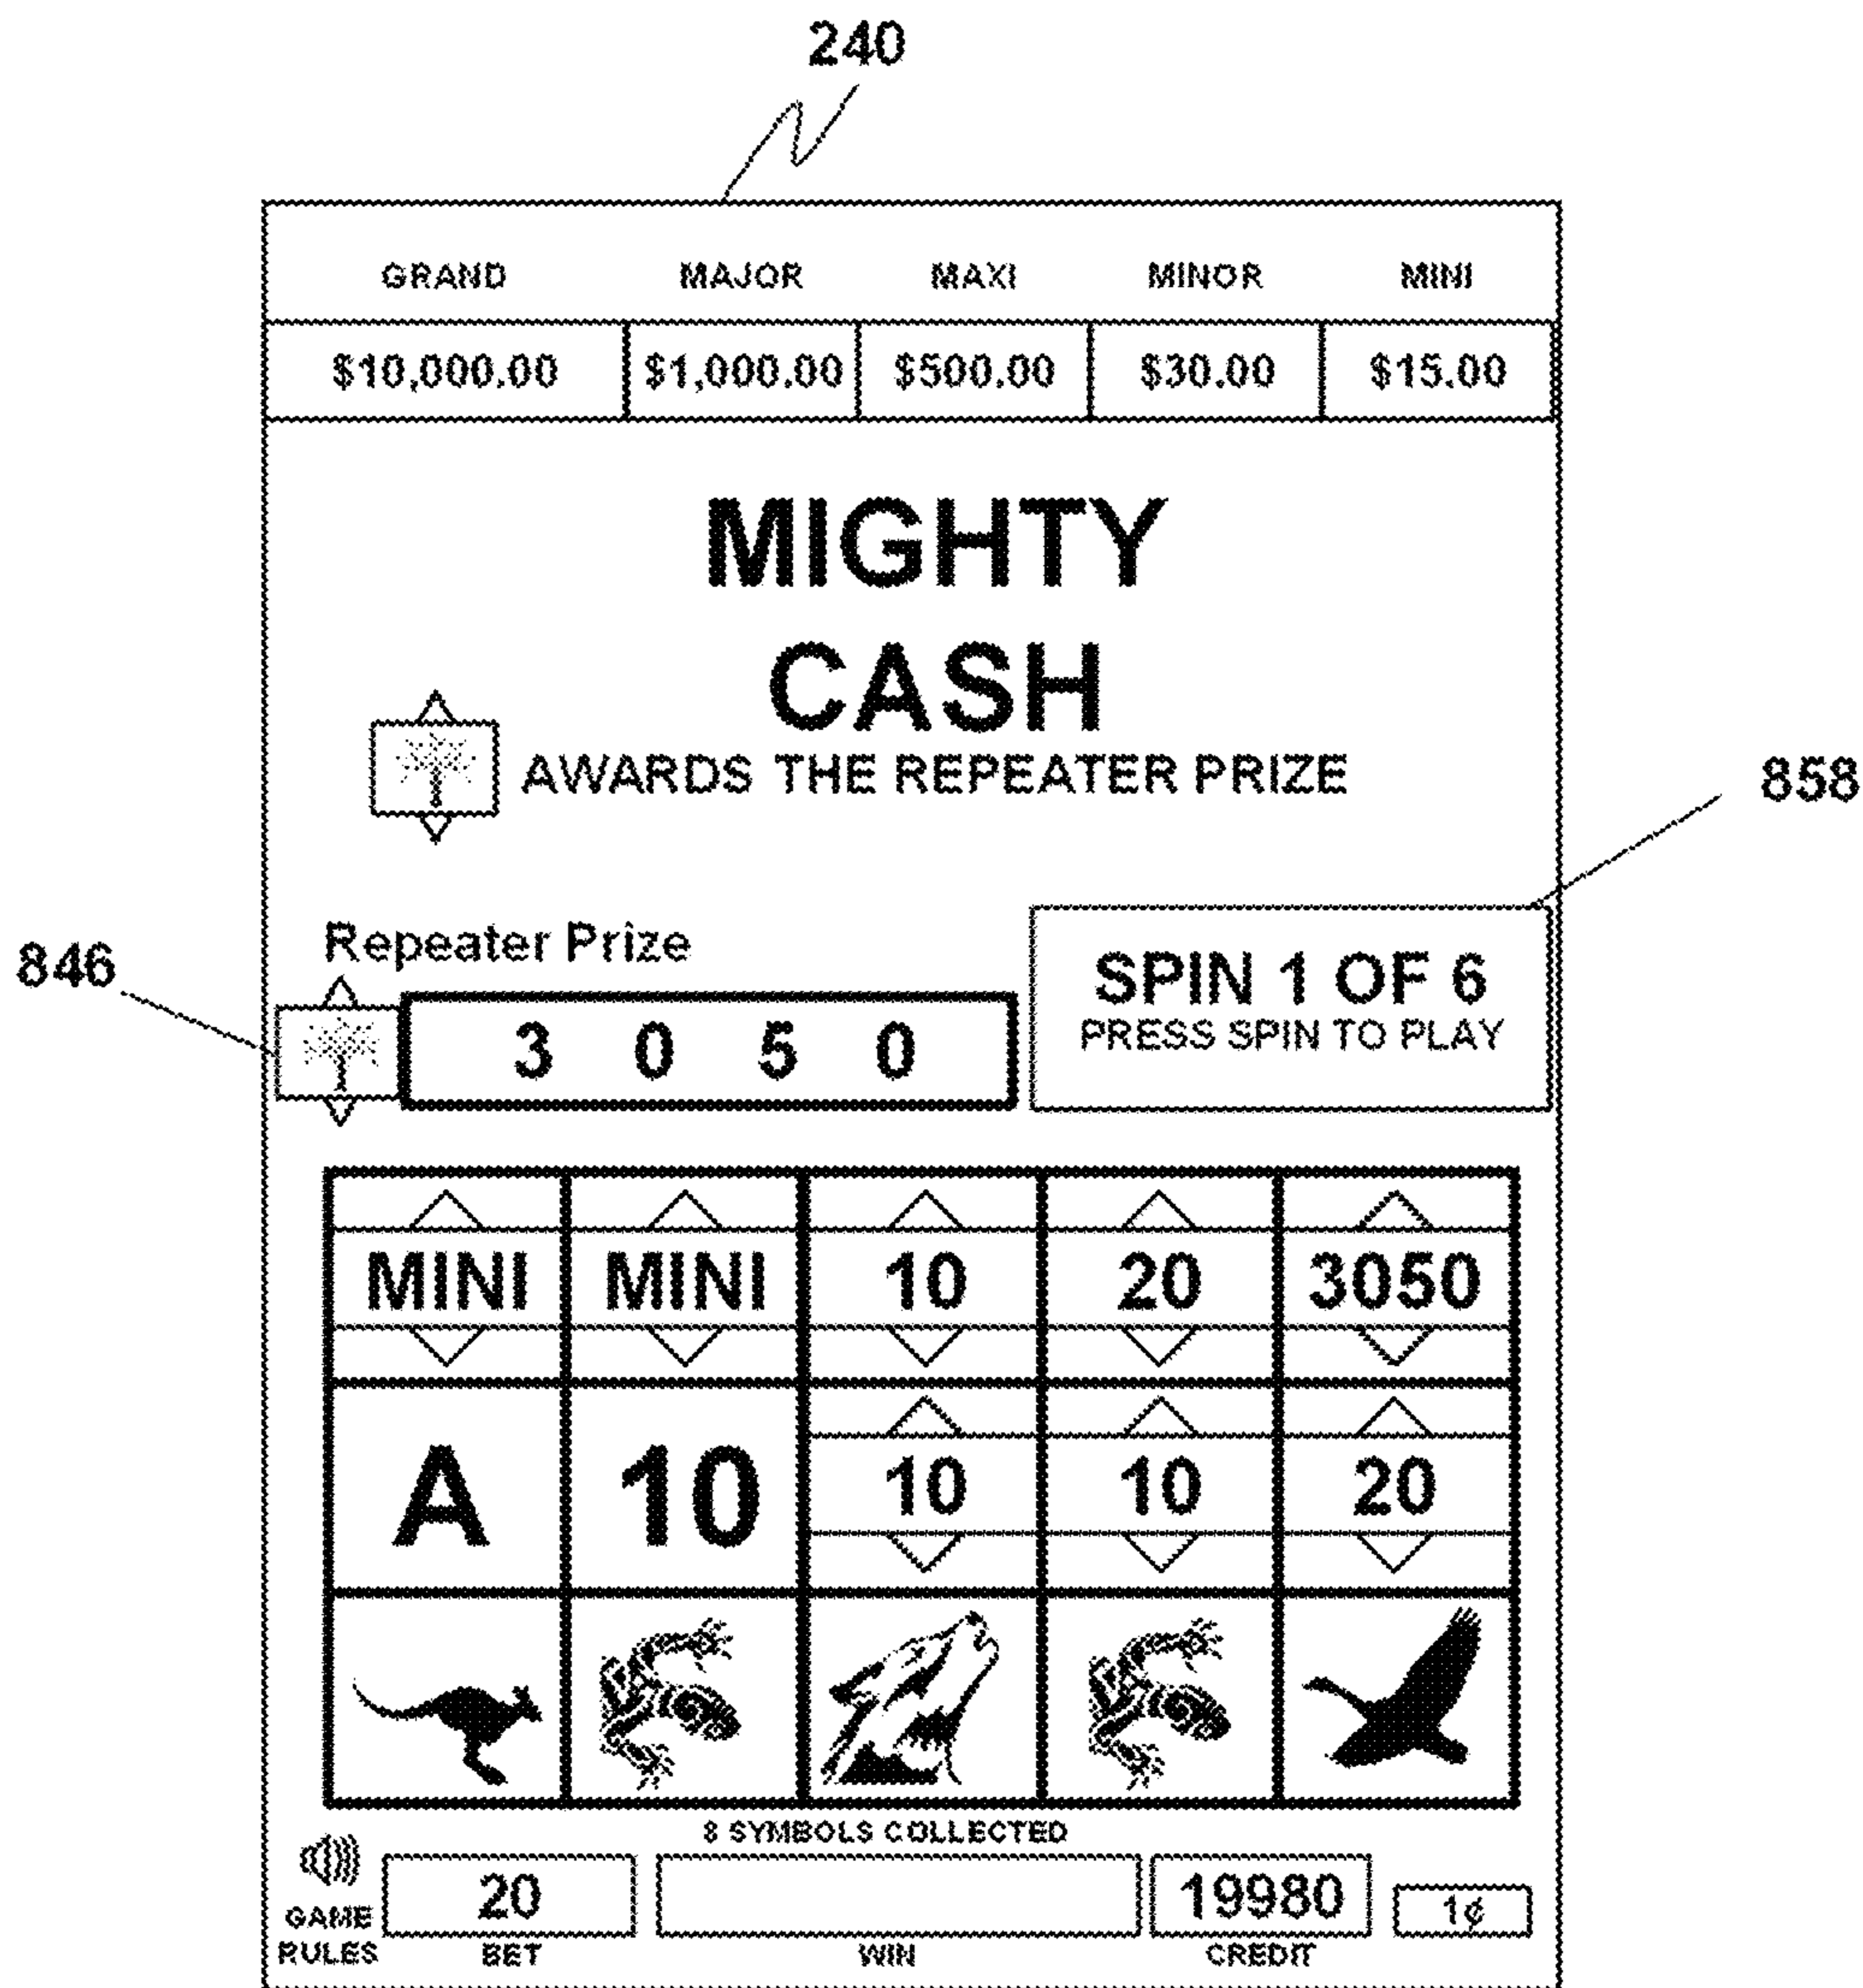 240
GRAND MAJOR MAXI MINOR MINI
$10,000.00 $1,000.00 $500.00 $30.00 $15.00
MIGHTY
CASH
AWARDS THE REPEATER PRIZE
858
846
Repeater Prize
3 0 5 0
SPIN 1 OF 6
PRESS SPIN TO PLAY
MINI MINI 10 20 3050
A 10 10 10 20
8 SYMBOLS COLLECTED
GAME
RULES
20
BET
WIN
19980
CREDIT
1¢